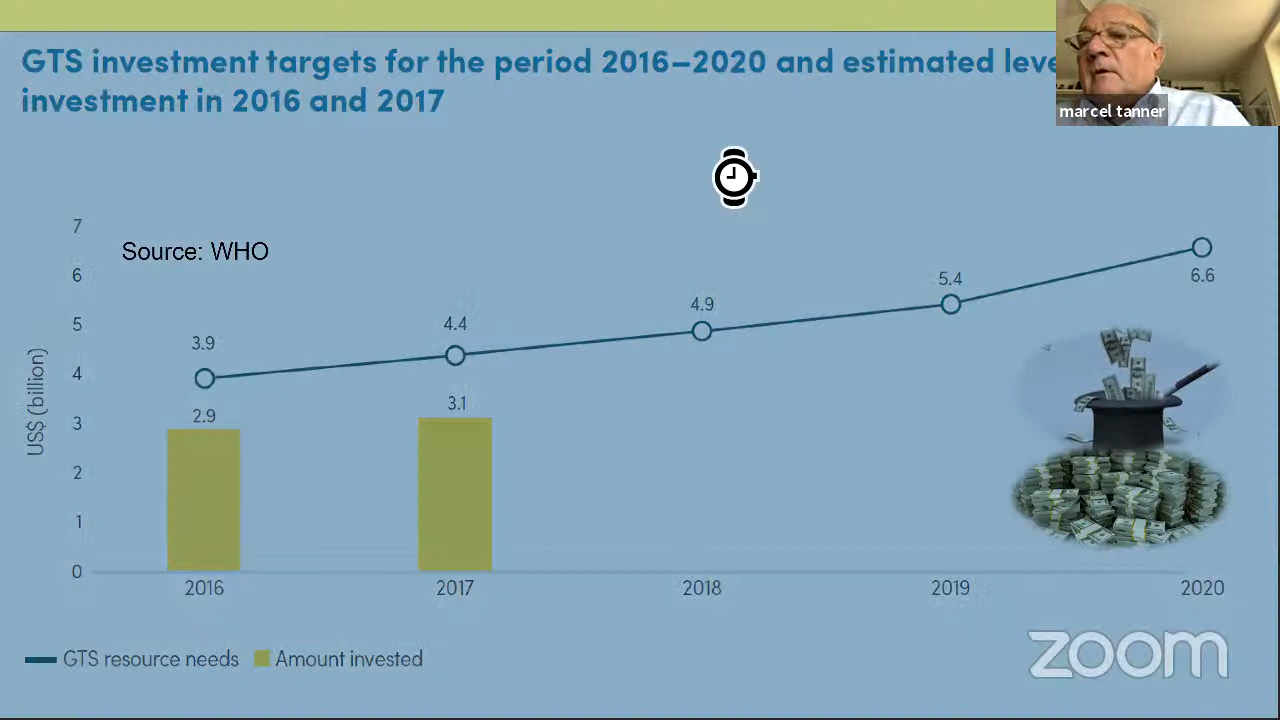 GTS investment targets for the period 2016–2020 and estimated
investment in 2016 and 2017
marcel tanner
Source: WHO
US$ (billion)
7
6
5
4
3
2
1
0
3.9
4.4
4.9
5.4
6.6
2.9
3.1
2016
2017
2018
2019
2020
GTS resource needs
Amount invested
zoom